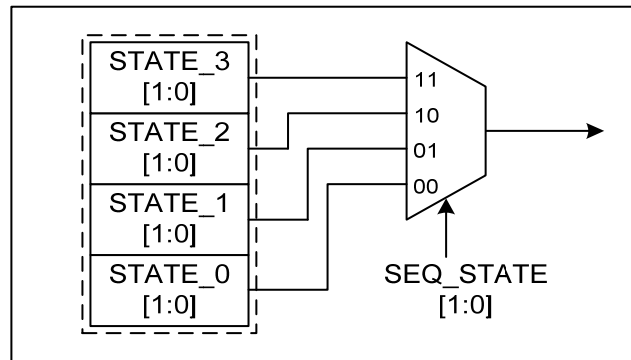 STATE_3
[1:0]
STATE_2
[1:0]
STATE_1
[1:0]
STATE_0
[1:0]
11
10
01
00
SEQ_STATE
[1:0]